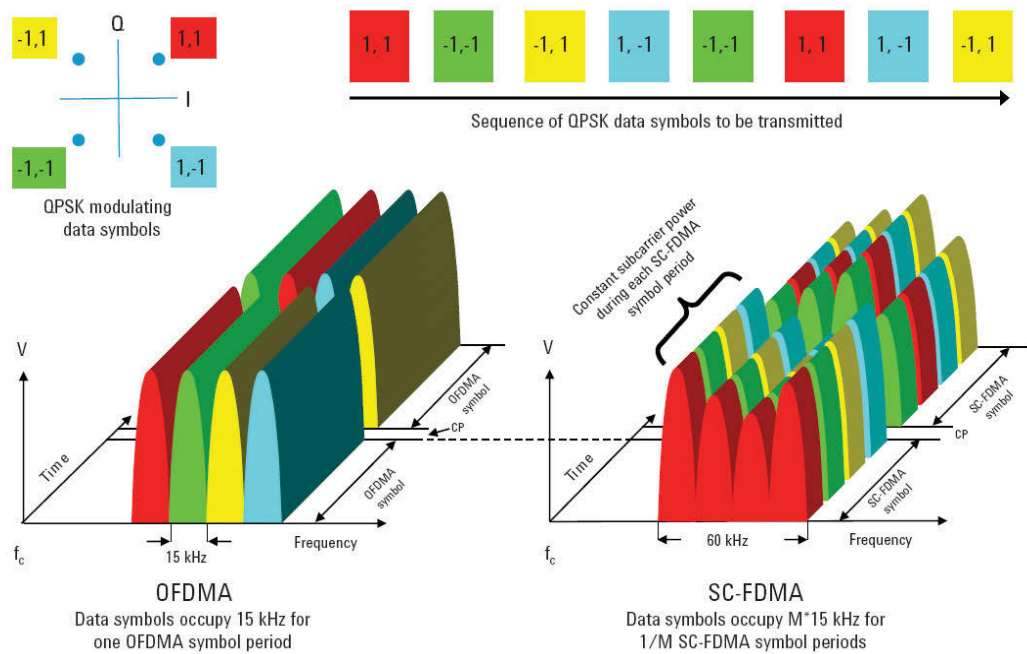 -1,1
Q
1,1
I
-1,-1
1,-1
QPSK modulating
data symbols
1, 1
-1,-1
-1, 1
1, -1
-1,-1
1, 1
1, -1
-1, 1
Sequence of QPSK data symbols to be transmitted
V
Time
OFDMA
symbol
CP
OFDMA
symbol
15 kHz
Frequency
fc
OFDMA
Data symbols occupy 15 kHz for
one OFDMA symbol period
Constant subcarrier power
during each SC-FDMA
symbol period
V
Time
SC-FDMA
symbol
CP
SC-FDMA
symbol
60 kHz
Frequency
fc
SC-FDMA
Data symbols occupy M*15 kHz for
1/M SC-FDMA symbol periods